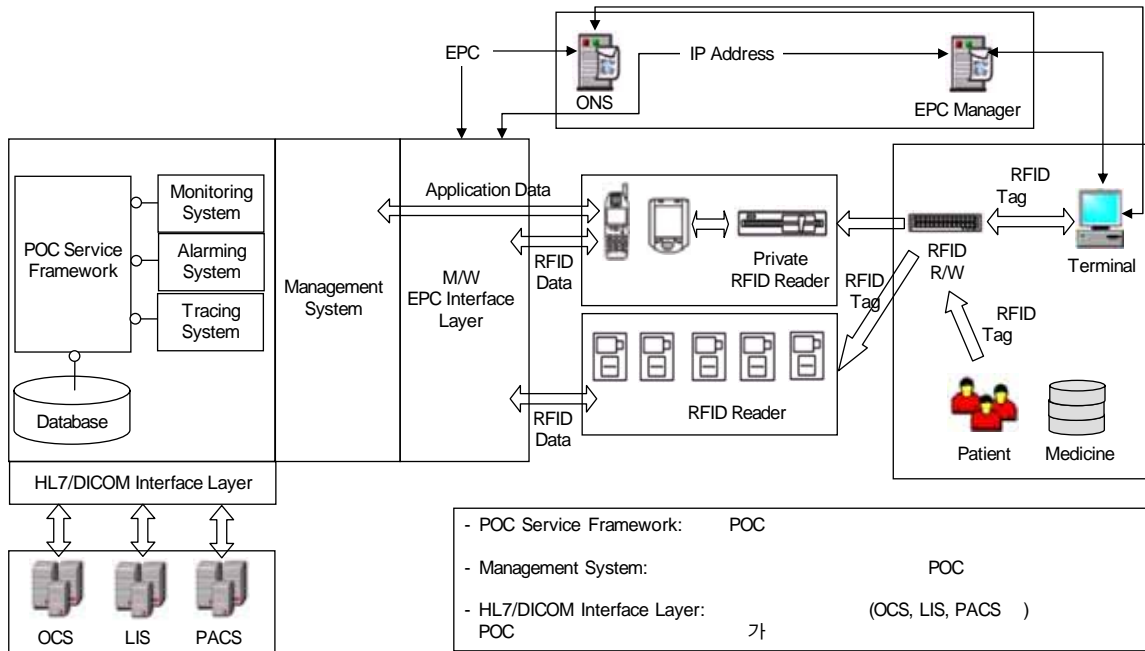 EPC
IP Address
ONS
EPC Manager
Monitoring
System
POC Service
Framework
Alarming
System
Tracing
System
Database
Management
System
M/W
EPC Interface
Layer
Application Data
RFID
Data
Private
RFID Reader
RFID
Tag
RFID
R/W
RFID
Tag
Terminal
RFID
Tag
RFID
Data
RFID Reader
Patient
Medicine
HL7/DICOM Interface Layer
OCS
LIS
PACS
- POC Service Framework: POC
- Management System: POC
- HL7/DICOM Interface Layer: (OCS, LIS, PACS )
POC 가